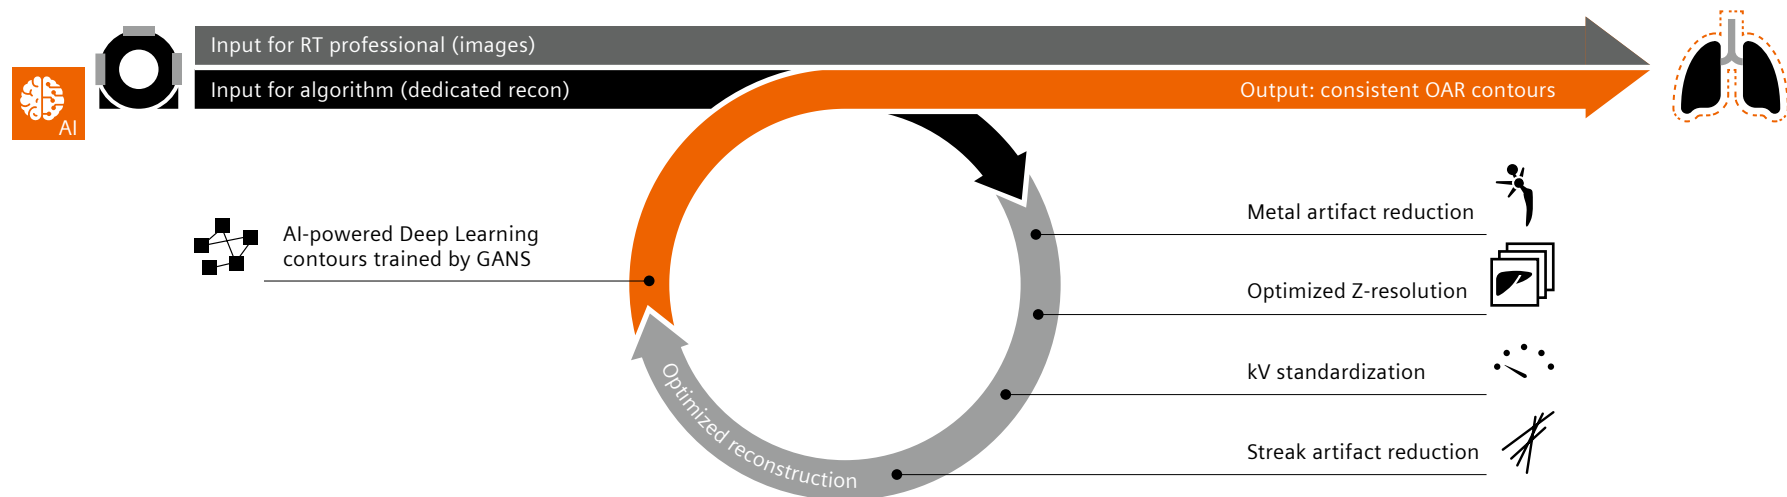 Input for RT professional (images)
AI
Input for algorithm (dedicated recon)
Output: consistent OAR contours
AI-powered Deep Learning
contours trained by GANS
Metal artifact reduction
Optimized Z-resolution
kV standardization
Streak artifact reduction
Optimized reconstruction